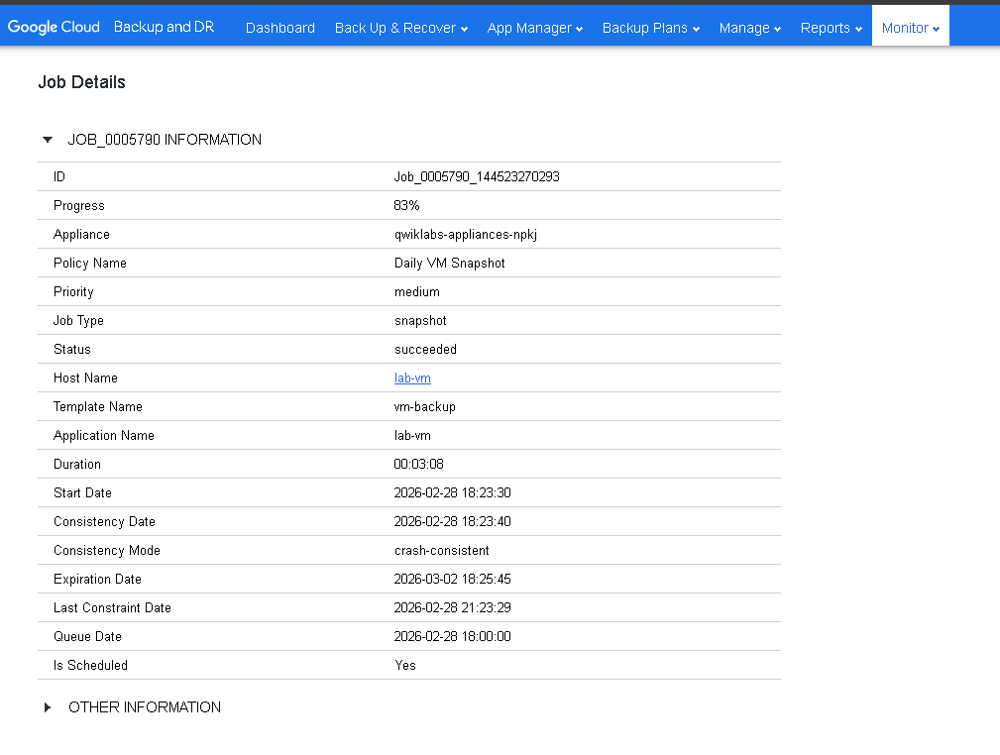 Google Cloud Backup and DR Dashboard Back Up & Recover App Manager Backup Plans Manage Reports Monitor
Job Details
JOB_0005790 INFORMATION
ID Job_0005790_144523270293
Progress 83%
Appliance qwiklabs-appliances-npkj
Policy Name Daily VM Snapshot
Priority medium
Job Type snapshot
Status succeeded
Host Name lab-vm
Template Name vm-backup
Application Name lab-vm
Duration 00:03:08
Start Date 2026-02-28 18:23:30
Consistency Date 2026-02-28 18:23:40
Consistency Mode crash-consistent
Expiration Date 2026-03-02 18:25:45
Last Constraint Date 2026-02-28 21:23:29
Queue Date 2026-02-28 18:00:00
Is Scheduled Yes
OTHER INFORMATION